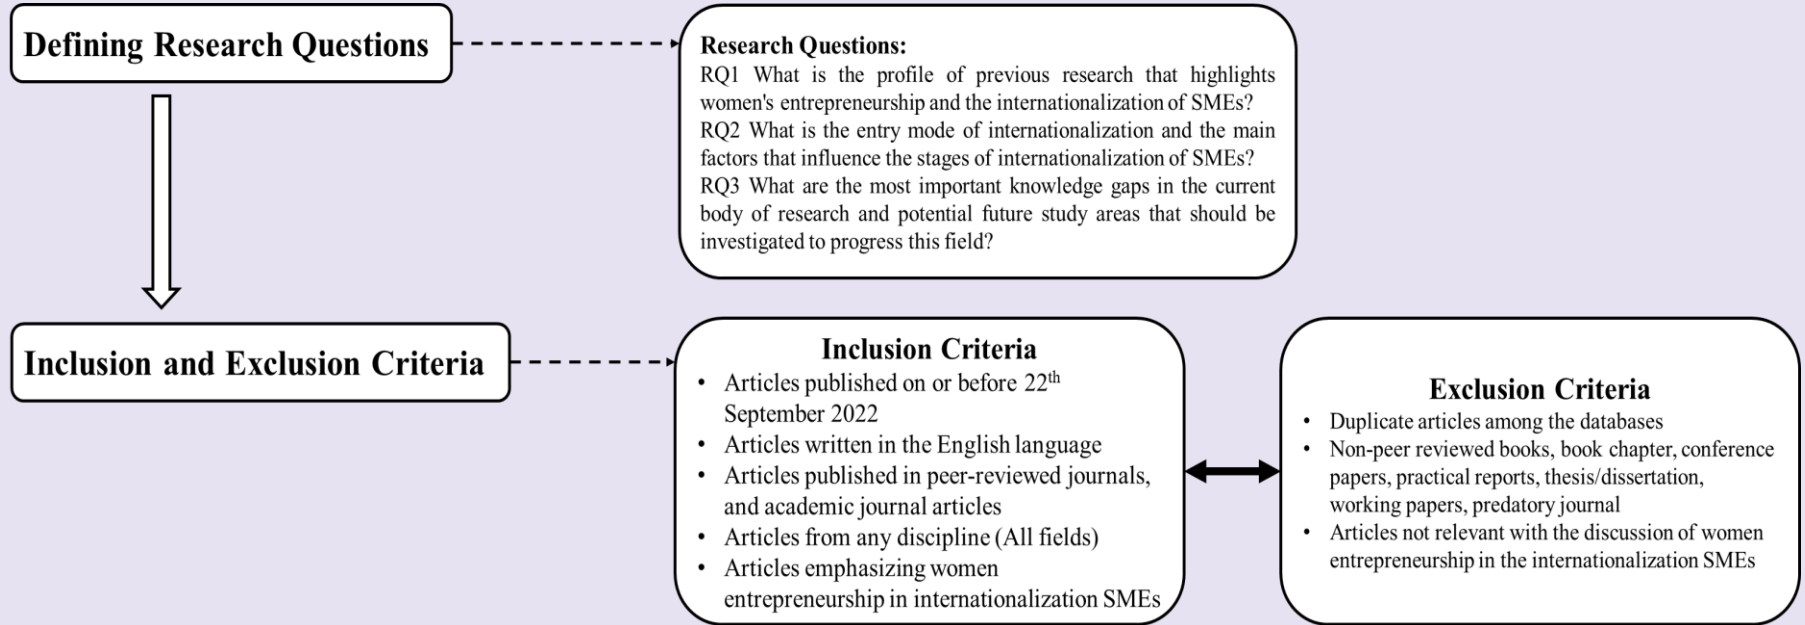 Defining Research Questions
Research Questions:
RQ1 What is the profile of previous research that highlights
women's entrepreneurship and the internationalization of SMEs?
RQ2 What is the entry mode of internationalization and the main
factors that influence the stages of internationalization of SMEs?
RQ3 What are the most important knowledge gaps in the current
body of research and potential future study areas that should be
investigated to progress this field?
Inclusion and Exclusion Criteria
Inclusion Criteria
• Articles published on or before 22th
September 2022
• Articles written in the English language
• Articles published in peer-reviewed journals,
and academic journal articles
• Articles from any discipline (All fields)
• Articles emphasizing women
entrepreneurship in internationalization SMEs
Exclusion Criteria
• Duplicate articles among the databases
• Non-peer reviewed books, book chapter, conference
papers, practical reports, thesis/dissertation,
working papers, predatory journal
• Articles not relevant with the discussion of women
entrepreneurship in the internationalization SMEs